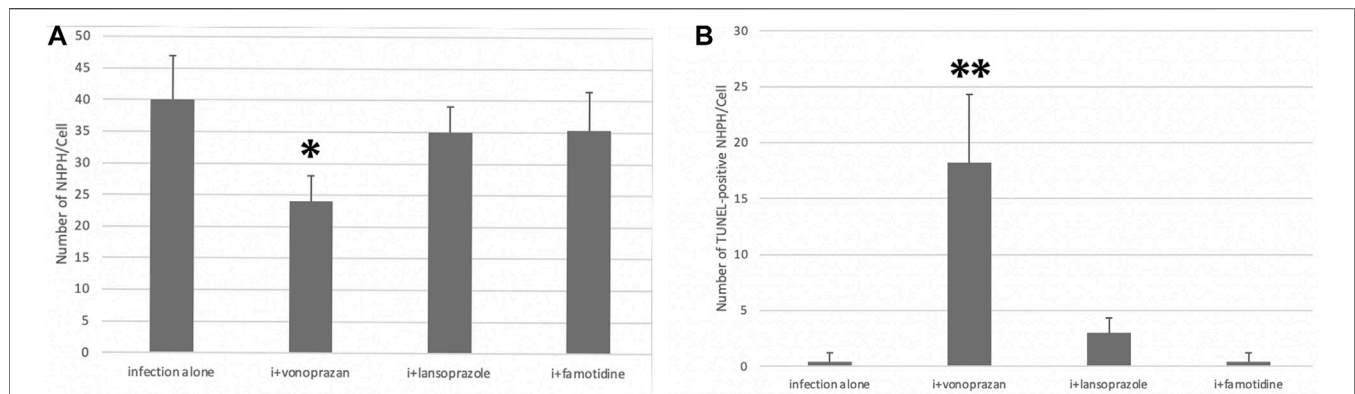 A
50
45
40
35
30
25
20
15
10
5
0
Number of NHPH/Cell
*
infection alone
i+vonoprazan
i+lansoprazole
i+famotidine
B
30
25
20
15
10
5
0
Number of TUNEL-positive NHPH/Cell
**
infection alone
i+vonoprazan
i+lansoprazole
i+famotidine